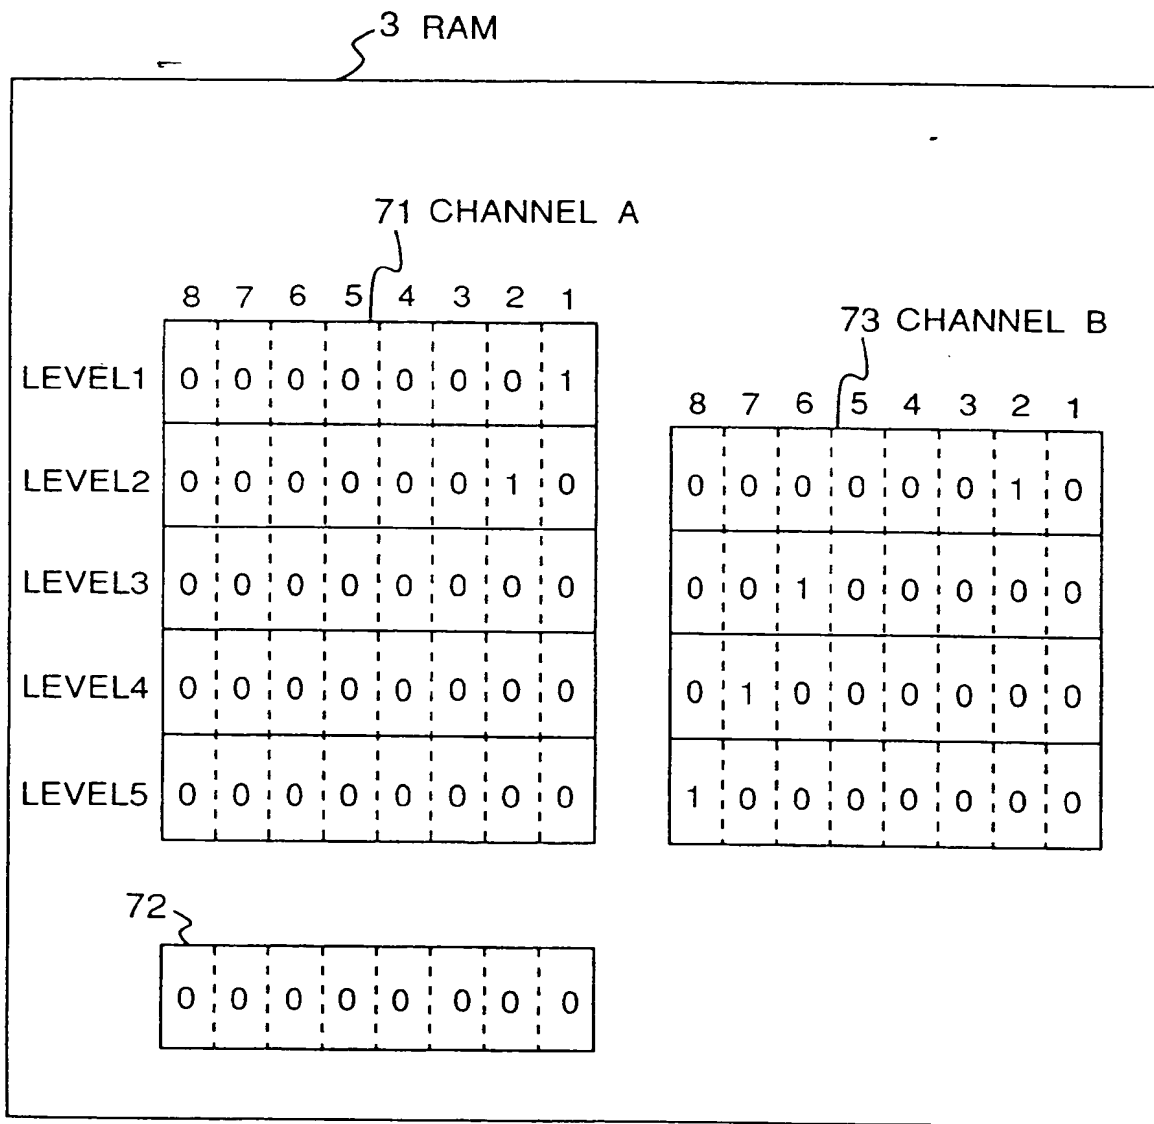 3 RAM
71 CHANNEL A
8 7 6 5 4 3 2 1
LEVEL1 0 0 0 0 0 0 0 1
LEVEL2 0 0 0 0 0 0 1 0
LEVEL3 0 0 0 0 0 0 0 0
LEVEL4 0 0 0 0 0 0 0 0
LEVEL5 0 0 0 0 0 0 0 0
73 CHANNEL B
8 7 6 5 4 3 2 1
0 0 0 0 0 0 1 0
0 0 1 0 0 0 0 0
0 1 0 0 0 0 0 0
1 0 0 0 0 0 0 0
72
0 0 0 0 0 0 0 0